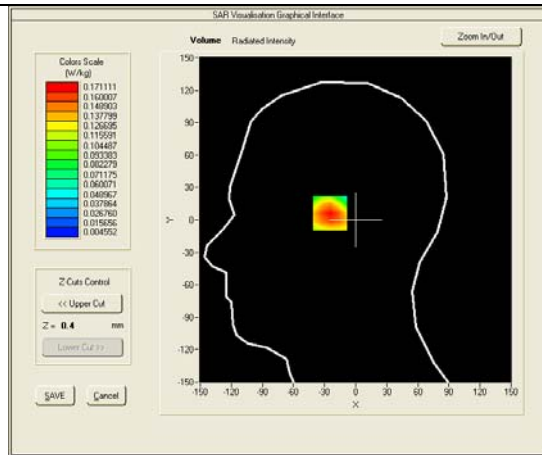 SAR Visualisation Graphical Interface
Volume Radiated Intensity
Zoom In/Out
Colors Scale
(W/kg)
0.171111
0.160007
0.148903
0.137799
0.126695
0.115591
0.104487
0.093383
0.082279
0.071175
0.060071
0.048967
0.037864
0.026760
0.015656
0.004552
Z Cuts Control
<< Upper Cut
Z = 0.4 mm
Lower Cut >>
SAVE Cancel
150
120
90
60
30
0
-30
-60
-90
-120
-150
Y
-150 -120 -90 -60 -30 0 30 60 90 120 150
X